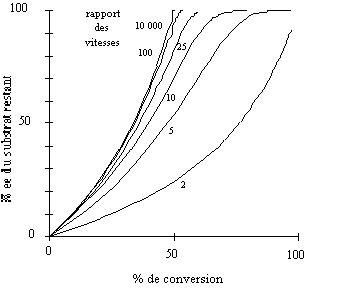 100
rapport
des
vitesses
10 000
100
25
10
5
2
50
0
% ee du substrat restant
0
50
100
% de conversion